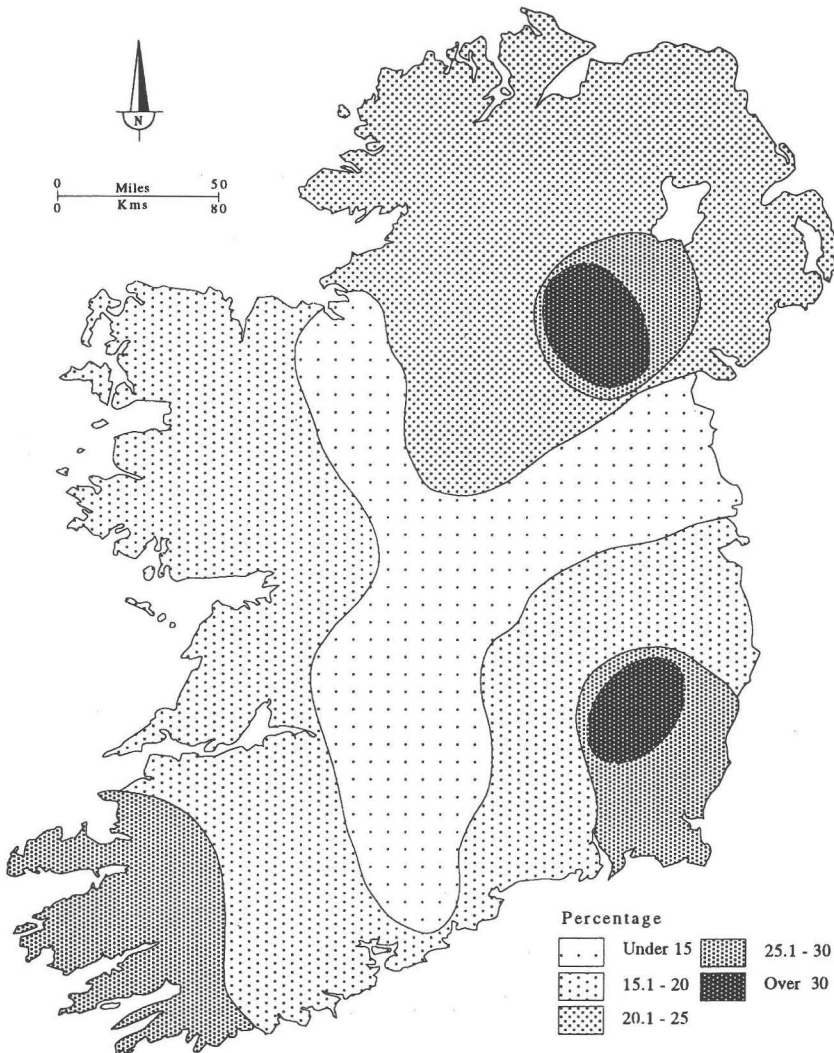 N
0 Miles 50
0 Kms 80
Percentage
Under 15
15.1 - 20
20.1 - 25
25.1 - 30
Over 30